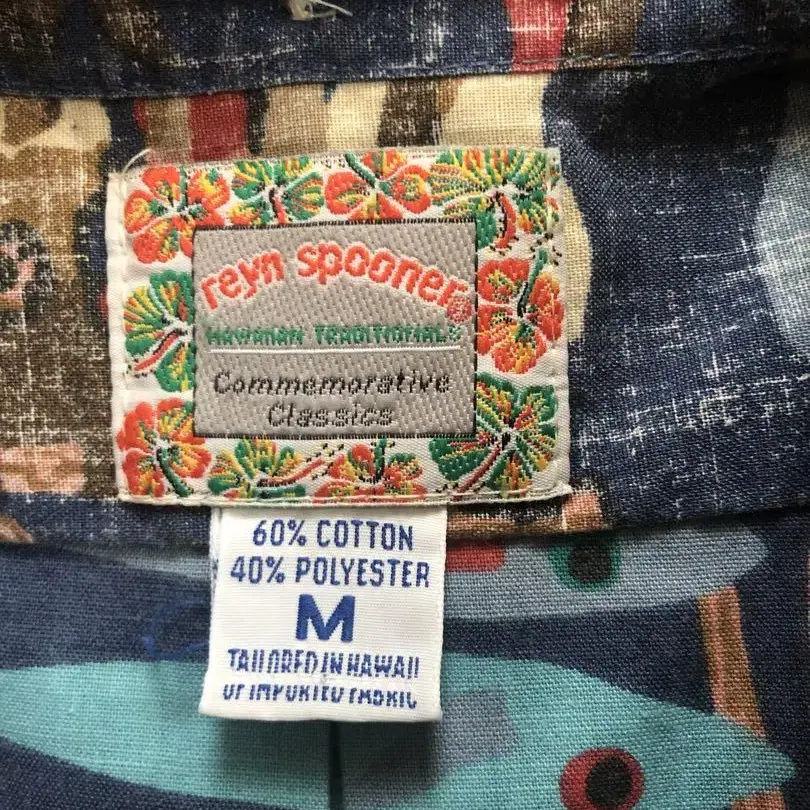 reyn spooner®
HAWAIIAN TRADITIONALS
Commemorative
Classics
60% COTTON
40% POLYESTER
M
TAILORED IN HAWAII
OF IMPORTED FABRIC